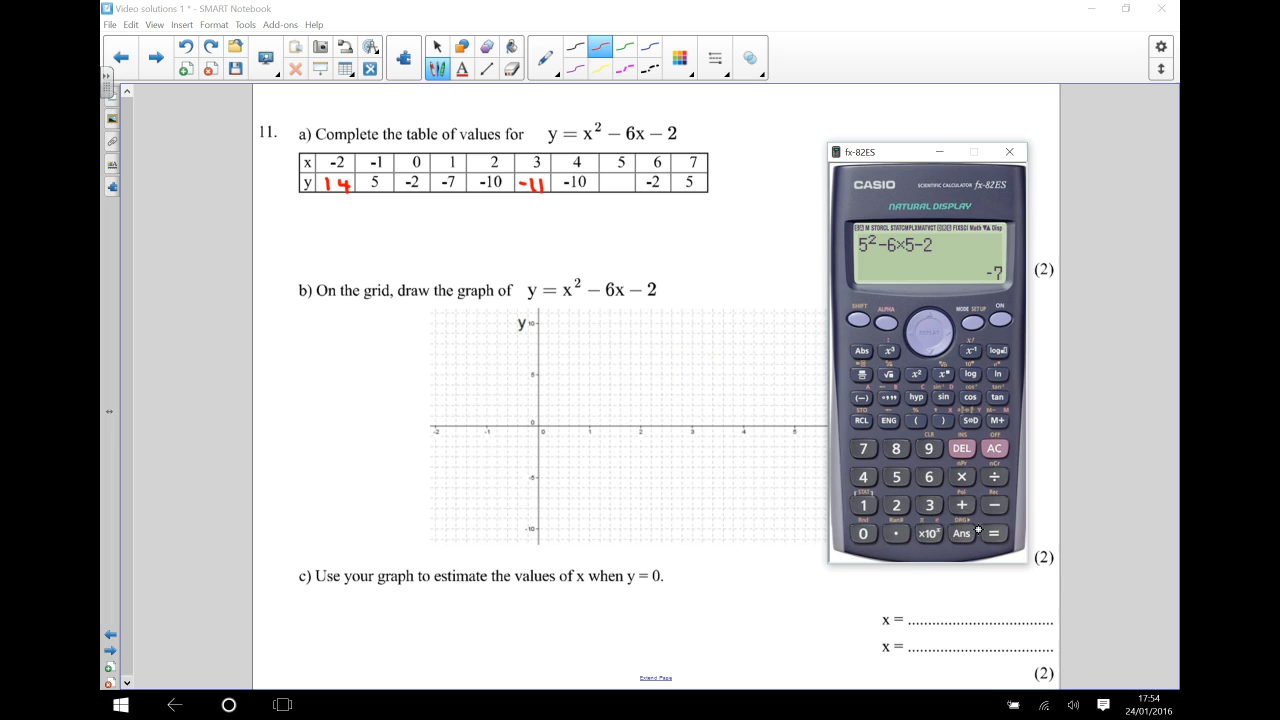 Video solutions 1 * - SMART Notebook
File Edit View Insert Format Tools Add-ons Help
11. a) Complete the table of values for y = x² − 6x − 2
x -2 -1 0 1 2 3 4 5 6 7
y 14 5 -2 -7 -10 -11 -10 -2 5
(2)
b) On the grid, draw the graph of y = x² − 6x − 2
y
10
5
0
-2 -1 0 1 2 3 4 5
-5
-10
(2)
c) Use your graph to estimate the values of x when y = 0.
x = ....................................
x = ....................................
(2)
Extend Page
fx-82ES
CASIO SCIENTIFIC CALCULATOR fx-82ES
NATURAL DISPLAY
5²-6×5-2
-7
SHIFT ALPHA MODE SETUP ON
REPLAY
Abs x³ x⁻¹ log
x² log ln
(−) hyp sin cos tan
RCL ENG ( ) S⇔D M+
7 8 9 DEL AC
4 5 6 × ÷
1 2 3 + −
0 · ×10ˣ Ans =
17:54
24/01/2016